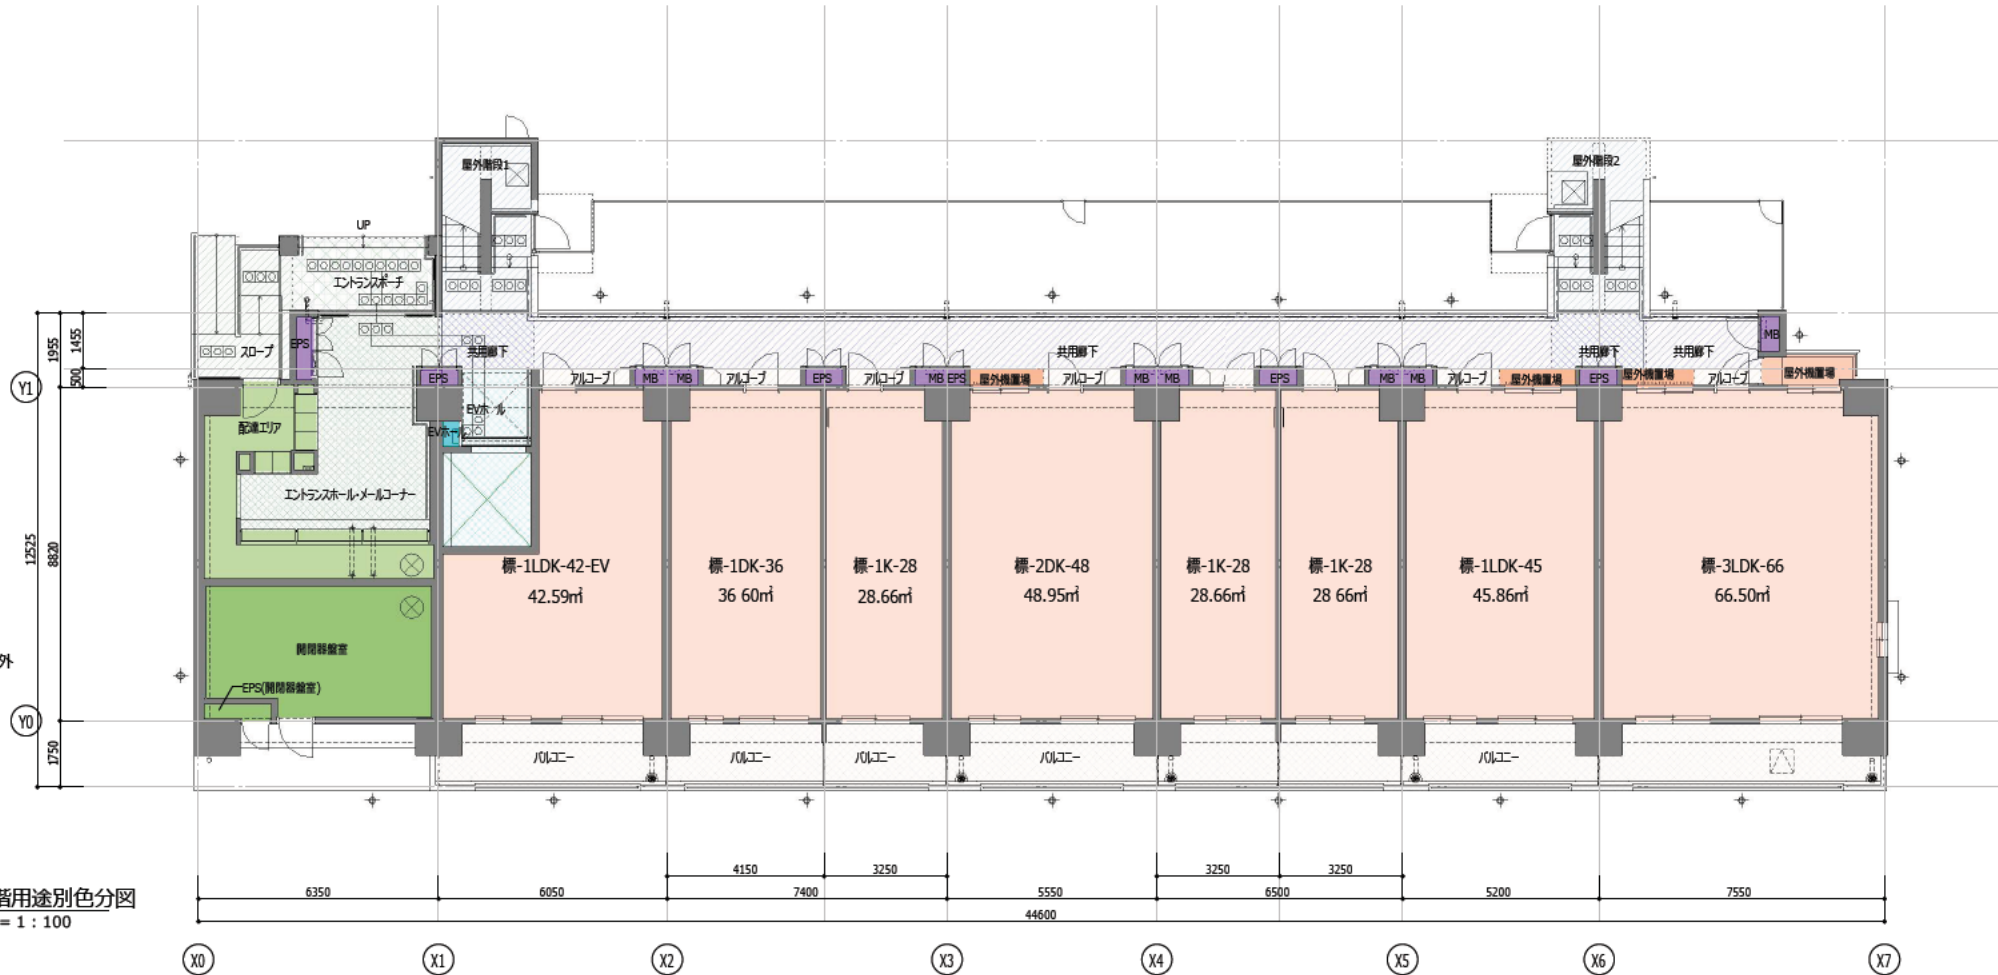 屋外階段1
屋外階段2
UP
エントランスポーチ
1455
1955
500
スロープ
EPS
共用廊下
共用廊下
共用廊下
共用廊下
MB
Y1
EPS
アルコーブ
MB
MB
アルコーブ
EPS
アルコーブ
MB
EPS
屋外機置場
アルコーブ
MB
MB
EPS
MB
MB
アルコーブ
屋外機置場
EPS
屋外機置場
アルコーブ
屋外機置場
EVホール
EVホール
配達エリア
エントランスホール・メールコーナー
12525
8820
標-1LDK-42-EV
42.59㎡
標-1DK-36
36 60㎡
標-1K-28
28.66㎡
標-2DK-48
48.95㎡
標-1K-28
28.66㎡
標-1K-28
28 66㎡
標-1LDK-45
45.86㎡
標-3LDK-66
66.50㎡
開閉器盤室
外
EPS(開閉器盤室)
Y0
1750
バルコニー
バルコニー
バルコニー
バルコニー
バルコニー
4150
3250
3250
3250
6350
6050
7400
5550
6500
5200
7550
44600
階用途別色分図
= 1 : 100
X0
X1
X2
X3
X4
X5
X6
X7